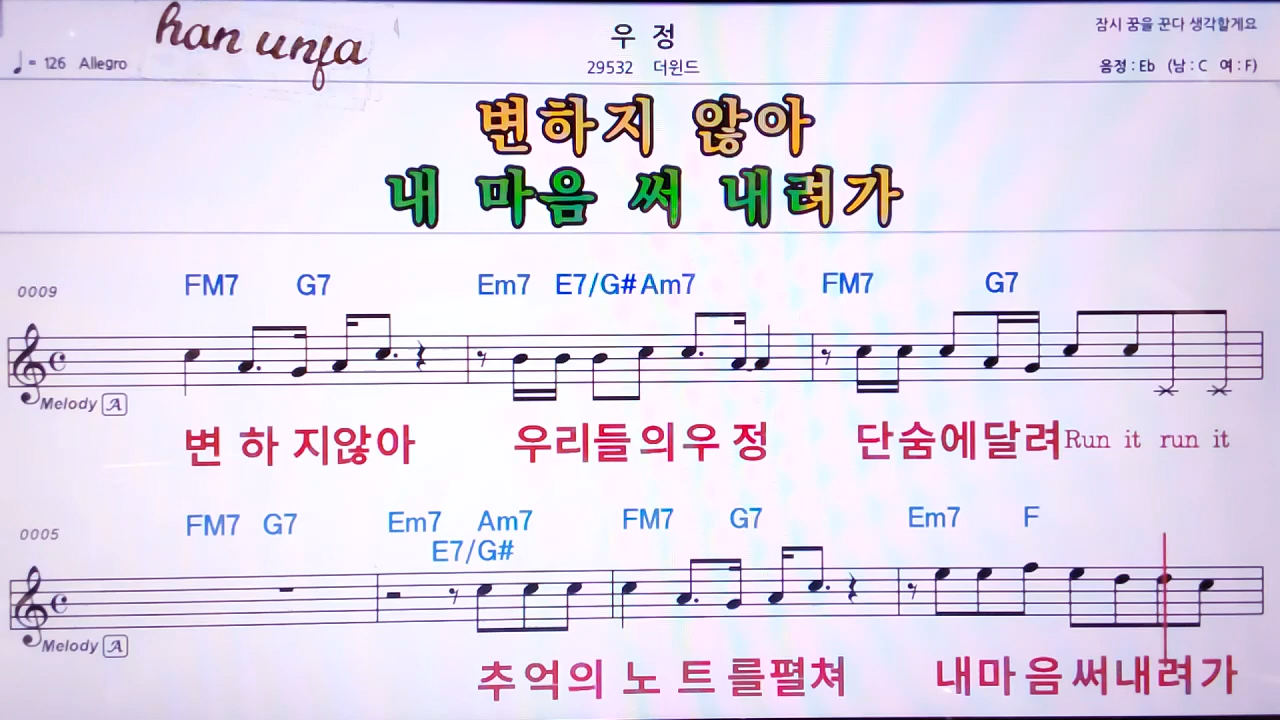 han unfa
우 정
잠시 꿈을 꾼다 생각할게요
♩= 126 Allegro
29532 더윈드
음정 : Eb (남 : C 여 : F)
변하지 않아
내 마음 써 내려가
0009 FM7 G7 Em7 E7/G# Am7 FM7 G7
Melody A
변 하 지않아 우리들의우 정 단숨에달려 Run it run it
0005 FM7 G7 Em7 Am7 FM7 G7 Em7 F
E7/G#
Melody A
추억의 노 트 를펼쳐 내마음써내려가